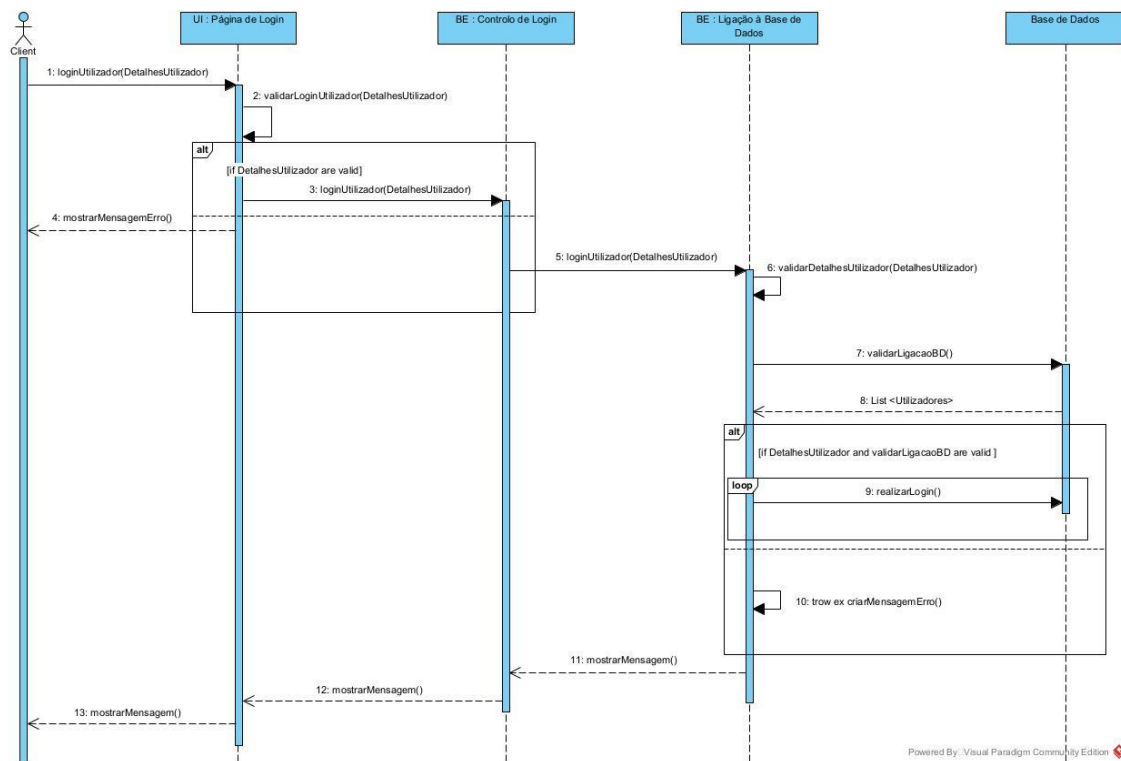 UI : Página de Login
BE : Controlo de Login
BE : Ligação à Base de
Dados
Base de Dados
Client
1: loginUtilizador(DetalhesUtilizador)
2: validarLoginUtilizador(DetalhesUtilizador)
alt
[if DetalhesUtilizador are valid]
3: loginUtilizador(DetalhesUtilizador)
4: mostrarMensagemErro()
5: loginUtilizador(DetalhesUtilizador)
6: validarDetalhesUtilizador(DetalhesUtilizador)
7: validarLigacaoBD()
8: List <Utilizadores>
alt
[if DetalhesUtilizador and validarLigacaoBD are valid ]
loop
9: realizarLogin()
10: trow ex criarMensagemErro()
11: mostrarMensagem()
12: mostrarMensagem()
13: mostrarMensagem()
Powered By Visual Paradigm Community Edition